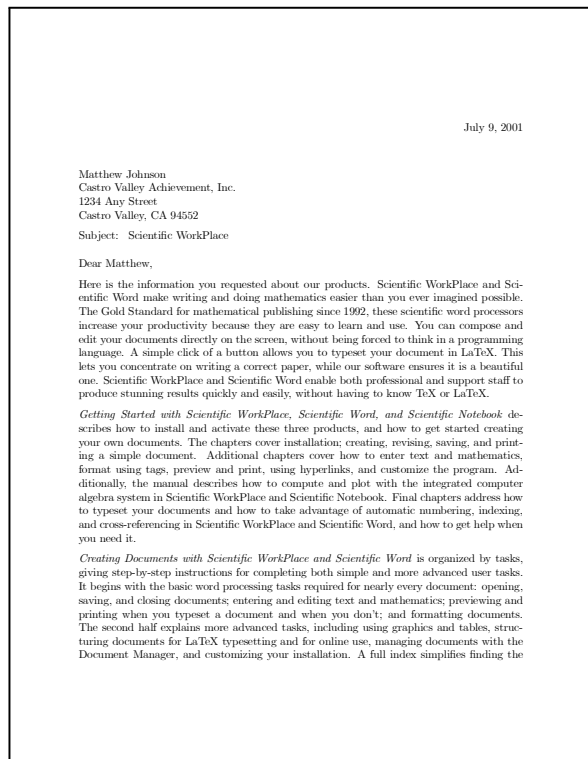 July 9, 2001
Matthew Johnson
Castro Valley Achievement, Inc.
1234 Any Street
Castro Valley, CA 94552
Subject: Scientific WorkPlace
Dear Matthew,
Here is the information you requested about our products. Scientific WorkPlace and Sci-
entific Word make writing and doing mathematics easier than you ever imagined possible.
The Gold Standard for mathematical publishing since 1992, these scientific word processors
increase your productivity because they are easy to learn and use. You can compose and
edit your documents directly on the screen, without being forced to think in a programming
language. A simple click of a button allows you to typeset your document in LaTeX. This
lets you concentrate on writing a correct paper, while our software ensures it is a beautiful
one. Scientific WorkPlace and Scientific Word enable both professional and support staff to
produce stunning results quickly and easily, without having to know TeX or LaTeX.
Getting Started with Scientific WorkPlace, Scientific Word, and Scientific Notebook de-
scribes how to install and activate these three products, and how to get started creating
your own documents. The chapters cover installation; creating, revising, saving, and print-
ing a simple document. Additional chapters cover how to enter text and mathematics,
format using tags, preview and print, using hyperlinks, and customize the program. Ad-
ditionally, the manual describes how to compute and plot with the integrated computer
algebra system in Scientific WorkPlace and Scientific Notebook. Final chapters address how
to typeset your documents and how to take advantage of automatic numbering, indexing,
and cross-referencing in Scientific WorkPlace and Scientific Word, and how to get help when
you need it.
Creating Documents with Scientific WorkPlace and Scientific Word is organized by tasks,
giving step-by-step instructions for completing both simple and more advanced user tasks.
It begins with the basic word processing tasks required for nearly every document: opening,
saving, and closing documents; entering and editing text and mathematics; previewing and
printing when you typeset a document and when you don't; and formatting documents.
The second half explains more advanced tasks, including using graphics and tables, struc-
turing documents for LaTeX typesetting and for online use, managing documents with the
Document Manager, and customizing your installation. A full index simplifies finding the